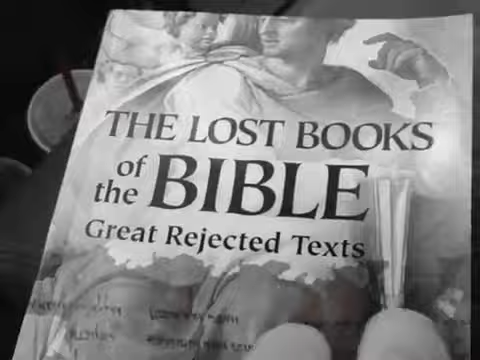 THE LOST BOOKS
of
the BIBLE
Great Rejected Texts